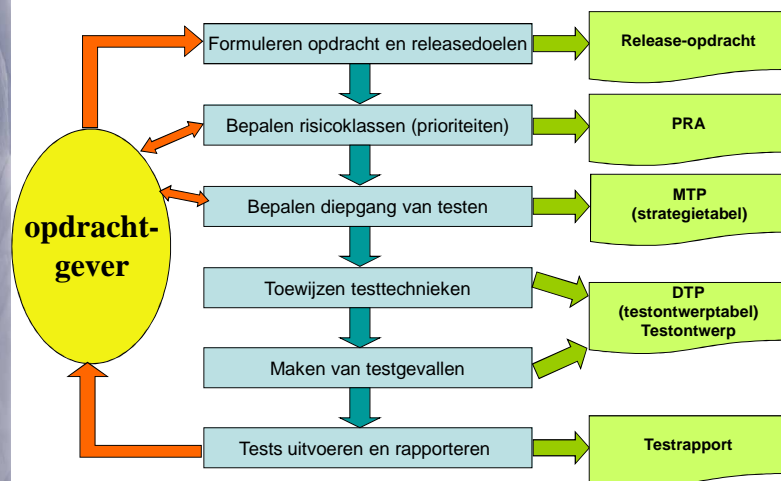 Formuleren opdracht en releasedoelen
Release-opdracht
Bepalen risicoklassen (prioriteiten)
PRA
opdracht-
gever
Bepalen diepgang van testen
MTP
(strategietabel)
Toewijzen testtechnieken
DTP
(testontwerptabel)
Testontwerp
Maken van testgevallen
Tests uitvoeren en rapporteren
Testrapport